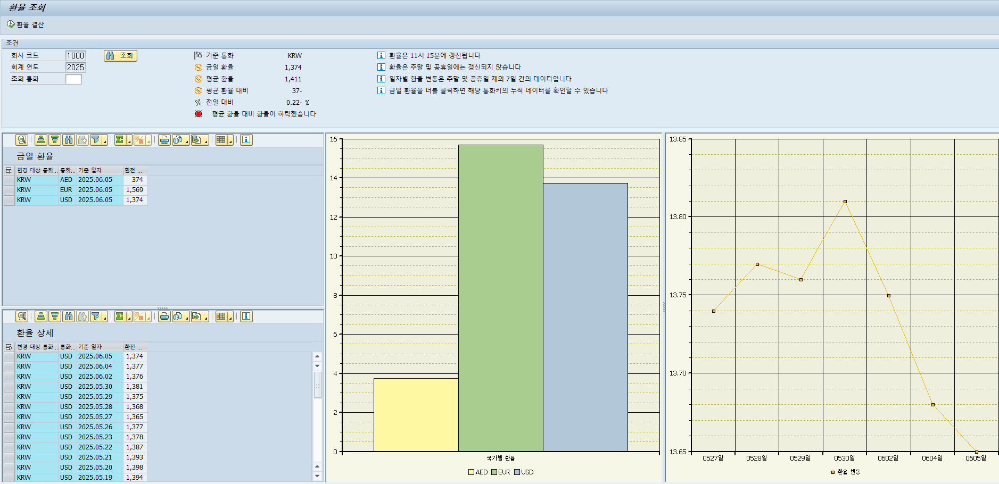 환율 조회
환율 결산
조건
회사 코드 1000 조회
회계 연도 2025
조회 통화
기준 통화 KRW
금일 환율 1,374
평균 환율 1,411
평균 환율 대비 37-
전일 대비 0.22- %
평균 환율 대비 환율이 하락했습니다
환율은 11시 15분에 갱신됩니다
환율은 주말 및 공휴일에는 갱신되지 않습니다
일자별 환율 변동은 주말 및 공휴일 제외 7일 간의 데이터입니다
금일 환율을 더블 클릭하면 해당 통화키의 누적 데이터를 확인할 수 있습니다
금일 환율
변경 대상 통화... 통화... 기준 일자 환전 ...
KRW AED 2025.06.05 374
KRW EUR 2025.06.05 1,569
KRW USD 2025.06.05 1,374
환율 상세
변경 대상 통화... 통화... 기준 일자 환전 ...
KRW USD 2025.06.05 1,374
KRW USD 2025.06.04 1,377
KRW USD 2025.06.02 1,376
KRW USD 2025.05.30 1,381
KRW USD 2025.05.29 1,375
KRW USD 2025.05.28 1,368
KRW USD 2025.05.27 1,365
KRW USD 2025.05.26 1,377
KRW USD 2025.05.23 1,378
KRW USD 2025.05.22 1,387
KRW USD 2025.05.21 1,393
KRW USD 2025.05.20 1,398
KRW USD 2025.05.19 1,394
16
14
12
10
8
6
4
2
0
국가별 환율
AED EUR USD
13.85
13.80
13.75
13.70
13.65
0527일 0528일 0529일 0530일 0602일 0604일 0605일
환율 변동